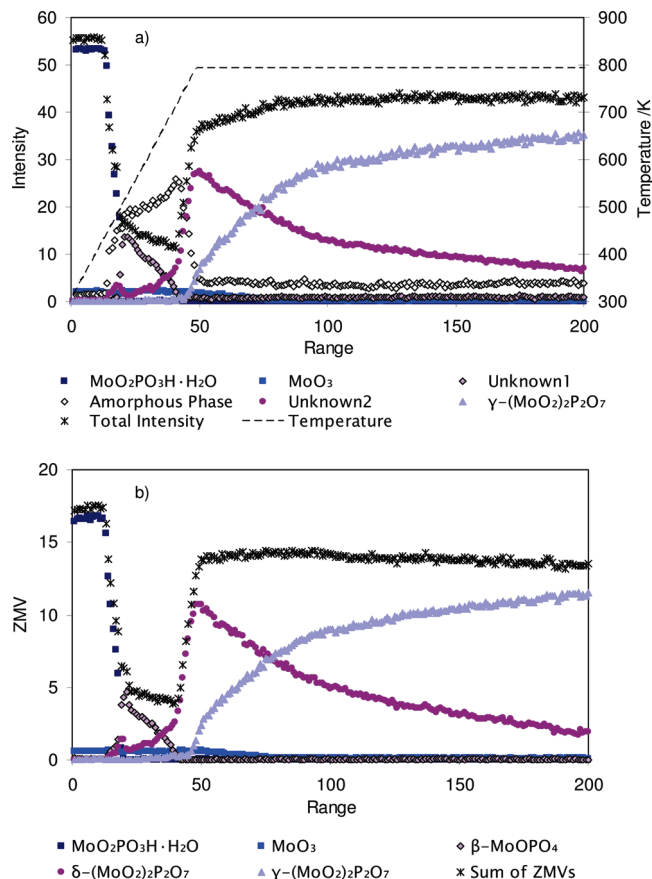 a)
60
50
40
30
20
10
0
Intensity
900
800
700
600
500
400
300
Temperature /K
0 50 100 150 200
Range
MoO₂PO₃H·H₂O MoO₃ Unknown1
Amorphous Phase Unknown2 γ-(MoO₂)₂P₂O₇
Total Intensity Temperature
b)
20
15
10
5
0
ZMV
0 50 100 150 200
Range
MoO₂PO₃H·H₂O MoO₃ β-MoOPO₄
δ-(MoO₂)₂P₂O₇ γ-(MoO₂)₂P₂O₇ Sum of ZMVs